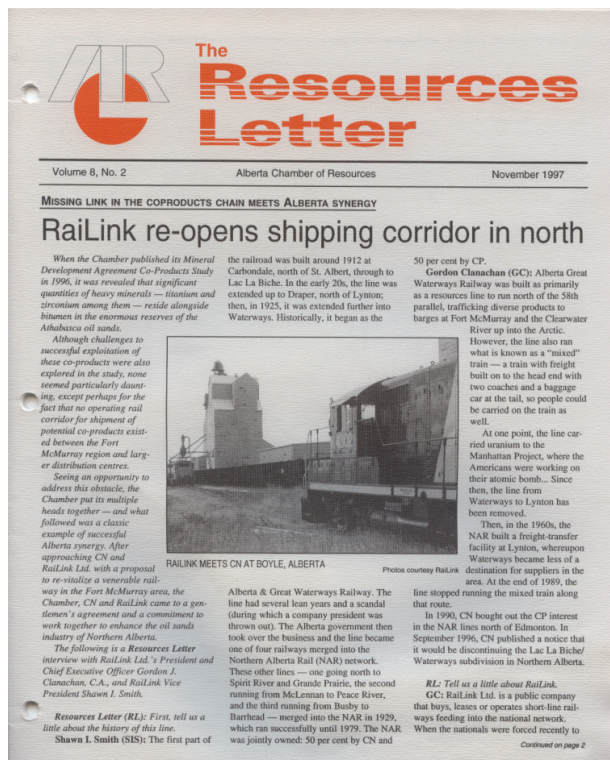 AR
The
Resources
Letter
Volume 8, No. 2
Alberta Chamber of Resources
November 1997
MISSING LINK IN THE COPRODUCTS CHAIN MEETS ALBERTA SYNERGY
RaiLink re-opens shipping corridor in north
When the Chamber published its Mineral
Development Agreement Co-Products Study
in 1996, it was revealed that significant
quantities of heavy minerals — titanium and
zirconium among them — reside alongside
bitumen in the enormous reserves of the
Athabasca oil sands.
Although challenges to
successful exploitation of
these co-products were also
explored in the study, none
seemed particularly daunt-
ing, except perhaps for the
fact that no operating rail
corridor for shipment of
potential co-products exist-
ed between the Fort
McMurray region and larg-
er distribution centres.
Seeing an opportunity to
address this obstacle, the
Chamber put its multiple
heads together — and what
followed was a classic
example of successful
Alberta synergy. After
approaching CN and
RaiLink Ltd. with a proposal
to re-vitalize a venerable rail-
way in the Fort McMurray area, the
Chamber, CN and RaiLink came to a gen-
tlemen's agreement and a commitment to
work together to enhance the oil sands
industry of Northern Alberta.
The following is a Resources Letter
interview with RaiLink Ltd.'s President and
Chief Executive Officer Gordon J.
Clanachan, C.A., and RaiLink Vice
President Shawn I. Smith.
Resources Letter (RL): First, tell us a
little about the history of this line.
Shawn I. Smith (SIS): The first part of
the railroad was built around 1912 at
Carbondale, north of St. Albert, through to
Lac La Biche. In the early 20s, the line was
extended up to Draper, north of Lynton;
then, in 1925, it was extended further into
Waterways. Historically, it began as the
RAILINK MEETS CN AT BOYLE, ALBERTA
Photos courtesy RaiLink
Alberta & Great Waterways Railway. The
line had several lean years and a scandal
(during which a company president was
thrown out). The Alberta government then
took over the business and the line became
one of four railways merged into the
Northern Alberta Rail (NAR) network.
These other lines — one going north to
Spirit River and Grande Prairie, the second
running from McLennan to Peace River,
and the third running from Busby to
Barrhead — merged into the NAR in 1929,
which ran successfully until 1979. The NAR
was jointly owned: 50 per cent by CN and
50 per cent by CP.
Gordon Clanachan (GC): Alberta Great
Waterways Railway was built as primarily
as a resources line to run north of the 58th
parallel, trafficking diverse products to
barges at Fort McMurray and the Clearwater
River up into the Arctic.
However, the line also ran
what is known as a "mixed"
train — a train with freight
built on to the head end with
two coaches and a baggage
car at the tail, so people could
be carried on the train as
well.
At one point, the line car-
ried uranium to the
Manhattan Project, where the
Americans were working on
their atomic bomb... Since
then, the line from
Waterways to Lynton has
been removed.
Then, in the 1960s, the
NAR built a freight-transfer
facility at Lynton, whereupon
Waterways became less of a
destination for suppliers in the
area. At the end of 1989, the
line stopped running the mixed train along
that route.
In 1990, CN bought out the CP interest
in the NAR lines north of Edmonton. In
September 1996, CN published a notice that
it would be discontinuing the Lac La Biche/
Waterways subdivision in Northern Alberta.
RL: Tell us a little about RaiLink.
GC: RaiLink Ltd. is a public company
that buys, leases or operates short-line rail-
ways feeding into the national network.
When the nationals were forced recently to
Continued on page 2